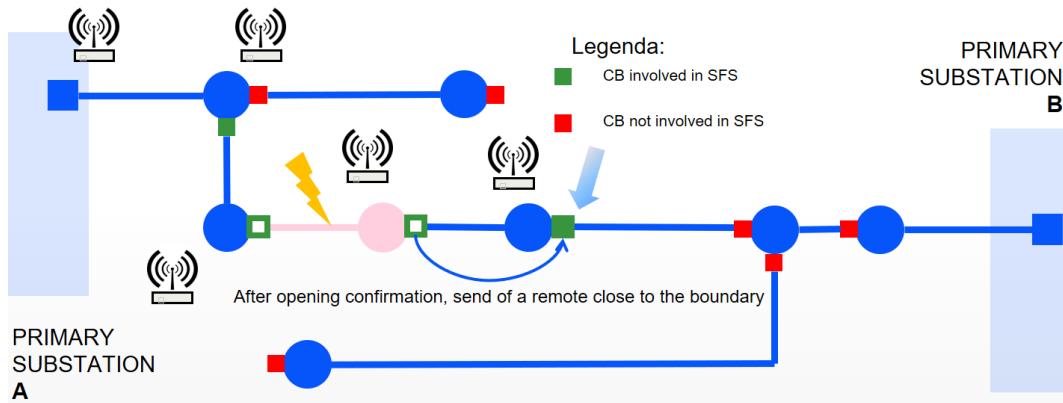 Legenda:
CB involved in SFS
CB not involved in SFS
PRIMARY
SUBSTATION
B
After opening confirmation, send of a remote close to the boundary
PRIMARY
SUBSTATION
A